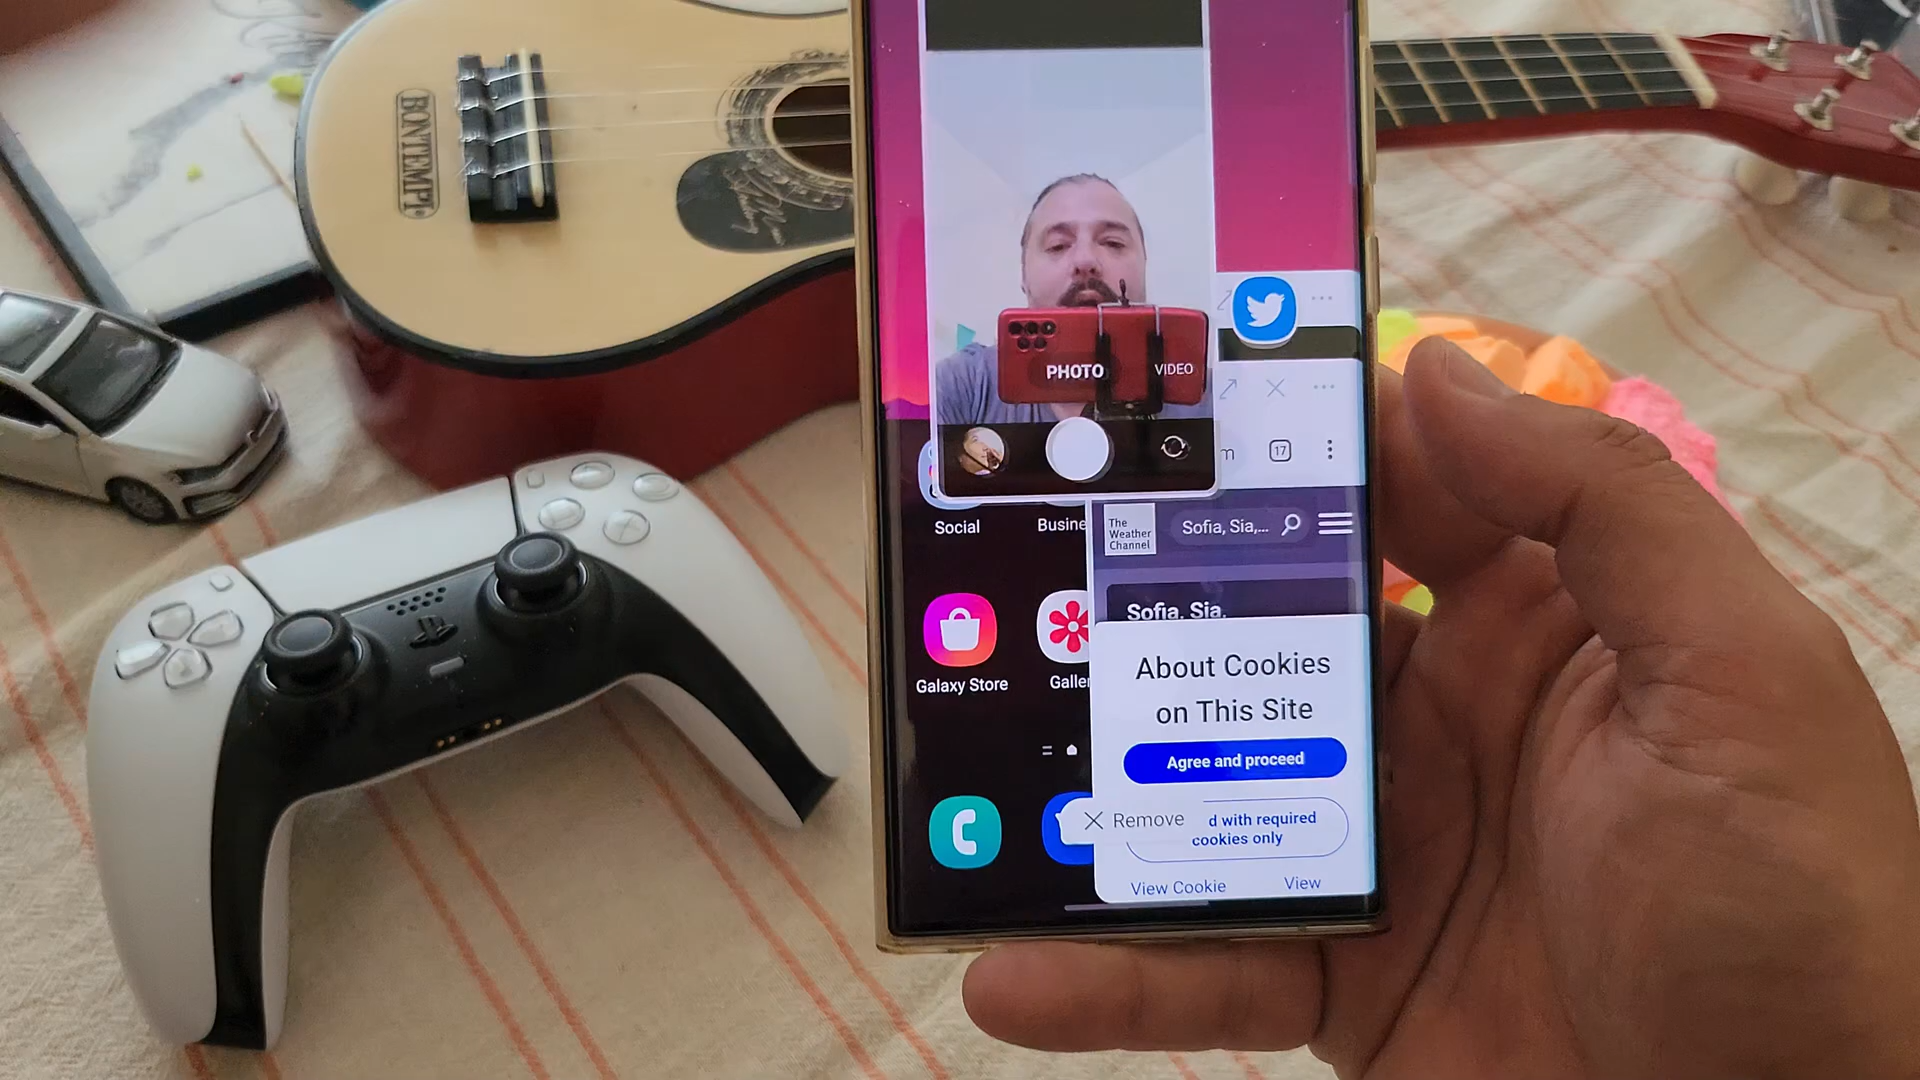 BONTEMPI
PHOTO
VIDEO
17
m
Social
Busine
The
Weather
Channel
Sofia, Sia,...
Sofia, Sia,
Galaxy Store
Galler
About Cookies
on This Site
Agree and proceed
Remove
d with required
cookies only
View Cookie
View